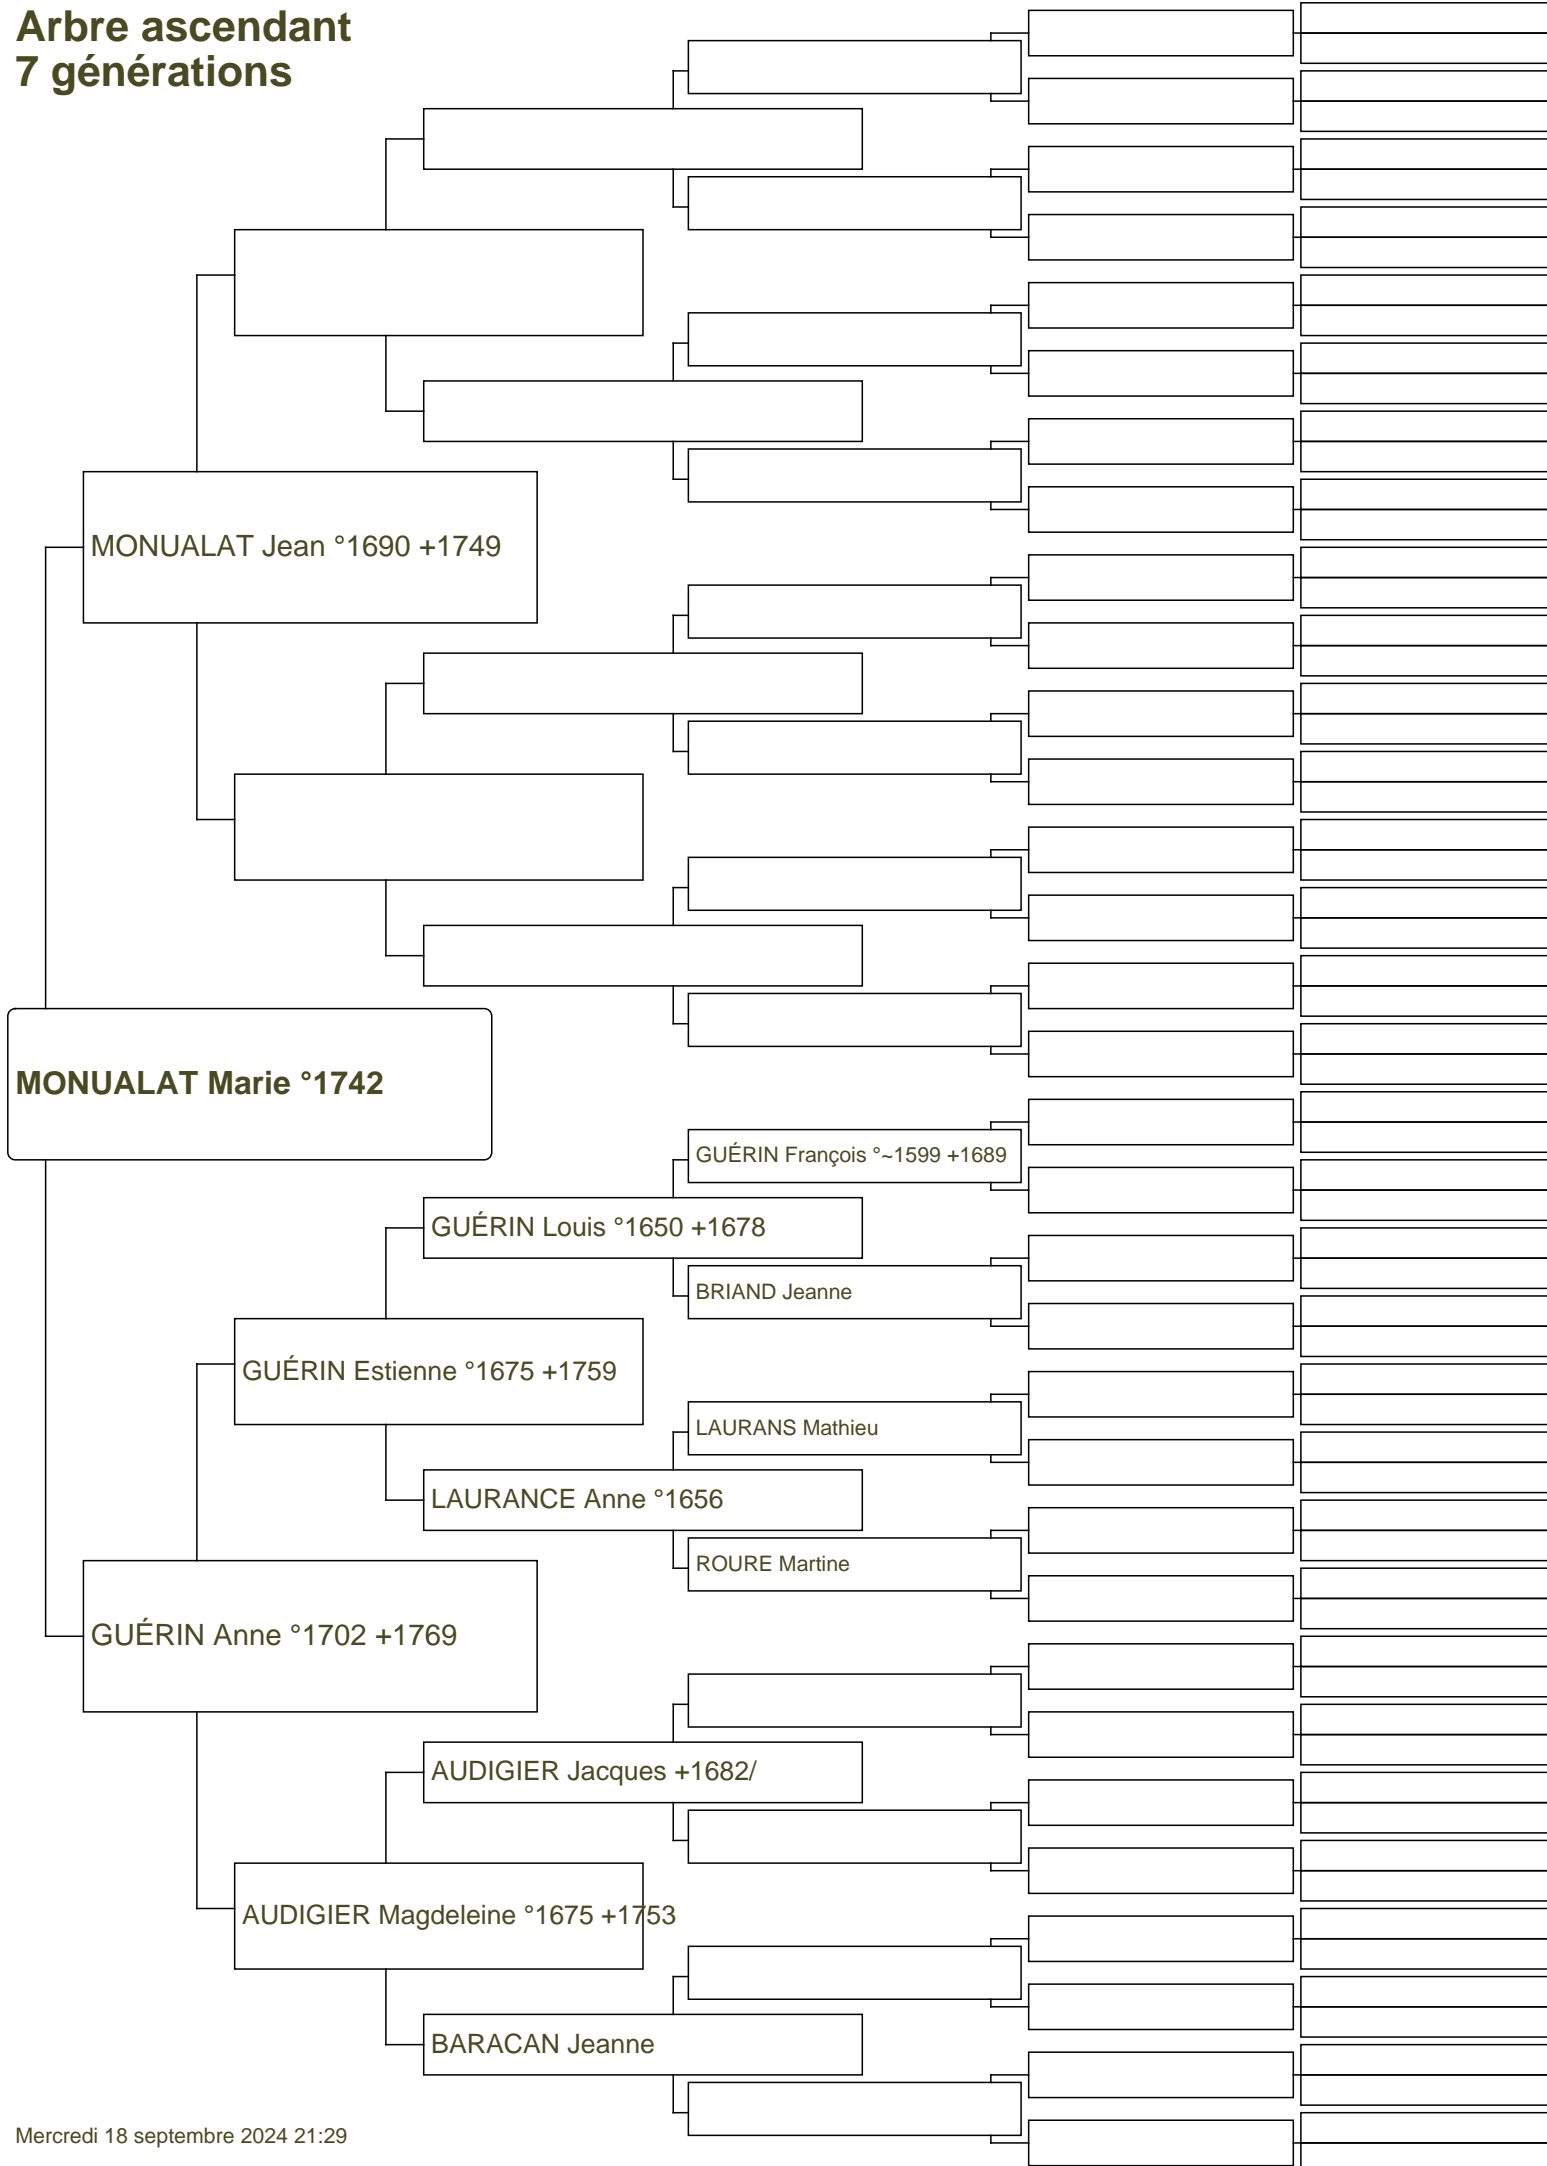 Arbre ascendant
7 générations
MONUALAT Jean °1690 +1749
MONUALAT Marie °1742
GUÉRIN François °~1599 +1689
GUÉRIN Louis °1650 +1678
BRIAND Jeanne
GUÉRIN Estienne °1675 +1759
LAURANS Mathieu
LAURANCE Anne °1656
ROURE Martine
GUÉRIN Anne °1702 +1769
AUDIGIER Jacques +1682/
AUDIGIER Magdeleine °1675 +1753
BARACAN Jeanne
Mercredi 18 septembre 2024 21:29